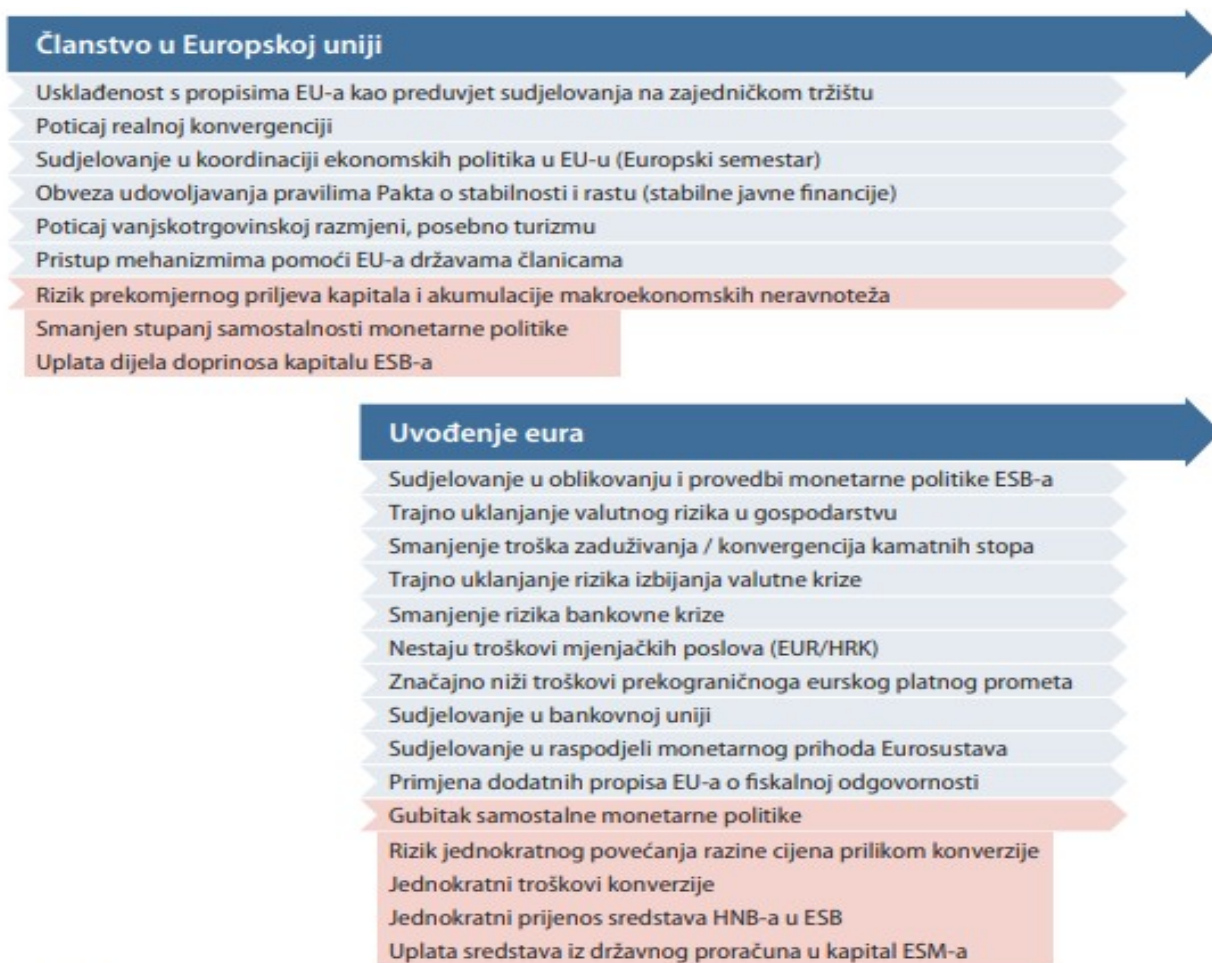 Članstvo u Europskoj uniji
Usklađenost s propisima EU-a kao preduvjet sudjelovanja na zajedničkom tržištu
Poticaj realnoj konvergenciji
Sudjelovanje u koordinaciji ekonomskih politika u EU-u (Europski semestar)
Obveza udovoljavanja pravilima Pakta o stabilnosti i rastu (stabilne javne financije)
Poticaj vanjskotrgovinskoj razmjeni, posebno turizmu
Pristup mehanizmima pomoći EU-a državama članicama
Rizik prekomjernog priljeva kapitala i akumulacije makroekonomskih neravnoteža
Smanjen stupanj samostalnosti monetarne politike
Uplata dijela doprinosa kapitalu ESB-a
Uvođenje eura
Sudjelovanje u oblikovanju i provedbi monetarne politike ESB-a
Trajno uklanjanje valutnog rizika u gospodarstvu
Smanjenje troška zaduživanja / konvergencija kamatnih stopa
Trajno uklanjanje rizika izbijanja valutne krize
Smanjenje rizika bankovne krize
Nestaju troškovi mjenjačkih poslova (EUR/HRK)
Značajno niži troškovi prekograničnoga eurskog platnog prometa
Sudjelovanje u bankovnoj uniji
Sudjelovanje u raspodjeli monetarnog prihoda Eurosustava
Primjena dodatnih propisa EU-a o fiskalnoj odgovornosti
Gubitak samostalne monetarne politike
Rizik jednokratnog povećanja razine cijena prilikom konverzije
Jednokratni troškovi konverzije
Jednokratni prijenos sredstava HNB-a u ESB
Uplata sredstava iz državnog proračuna u kapital ESM-a